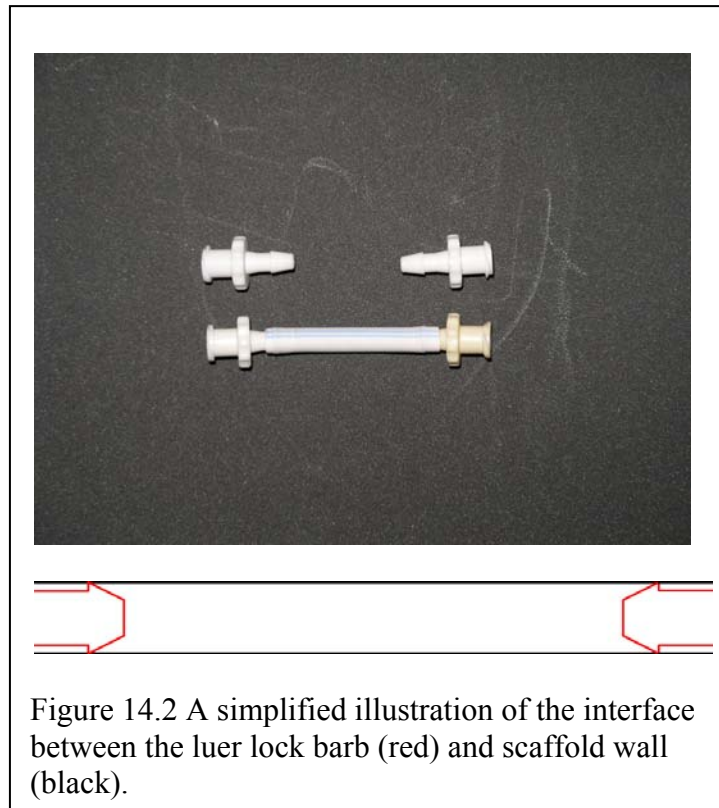 Figure 14.2 A simplified illustration of the interface
between the luer lock barb (red) and scaffold wall
(black).